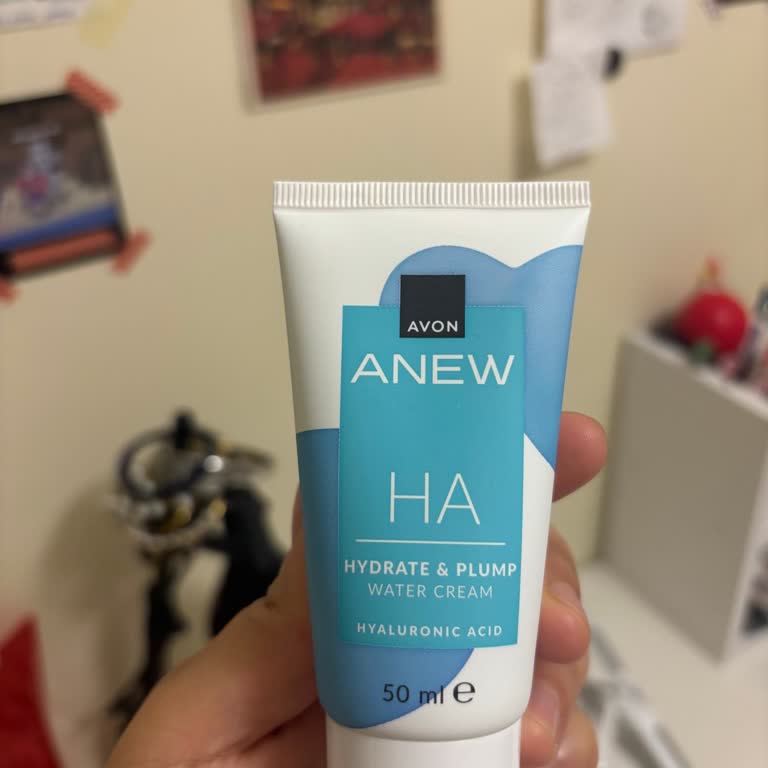 AVON
ANEW
HA
HYDRATE & PLUMP
WATER CREAM
HYALURONIC ACID
50 ml ℮